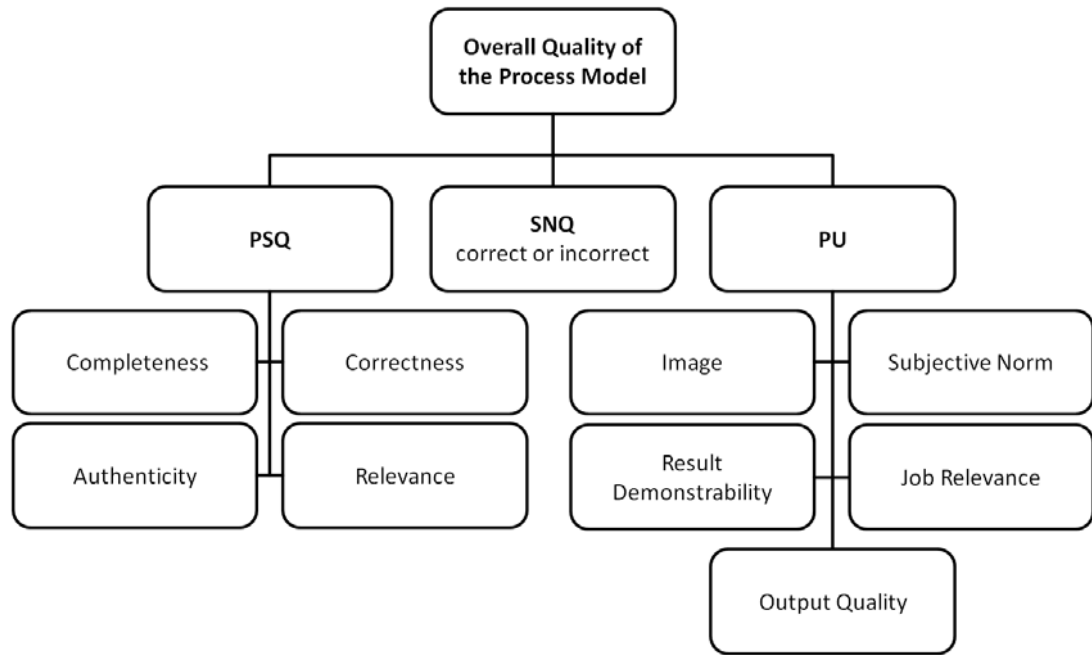 Overall Quality of
the Process Model
PSQ
SNQ
correct or incorrect
PU
Completeness
Correctness
Image
Subjective Norm
Authenticity
Relevance
Result
Demonstrability
Job Relevance
Output Quality